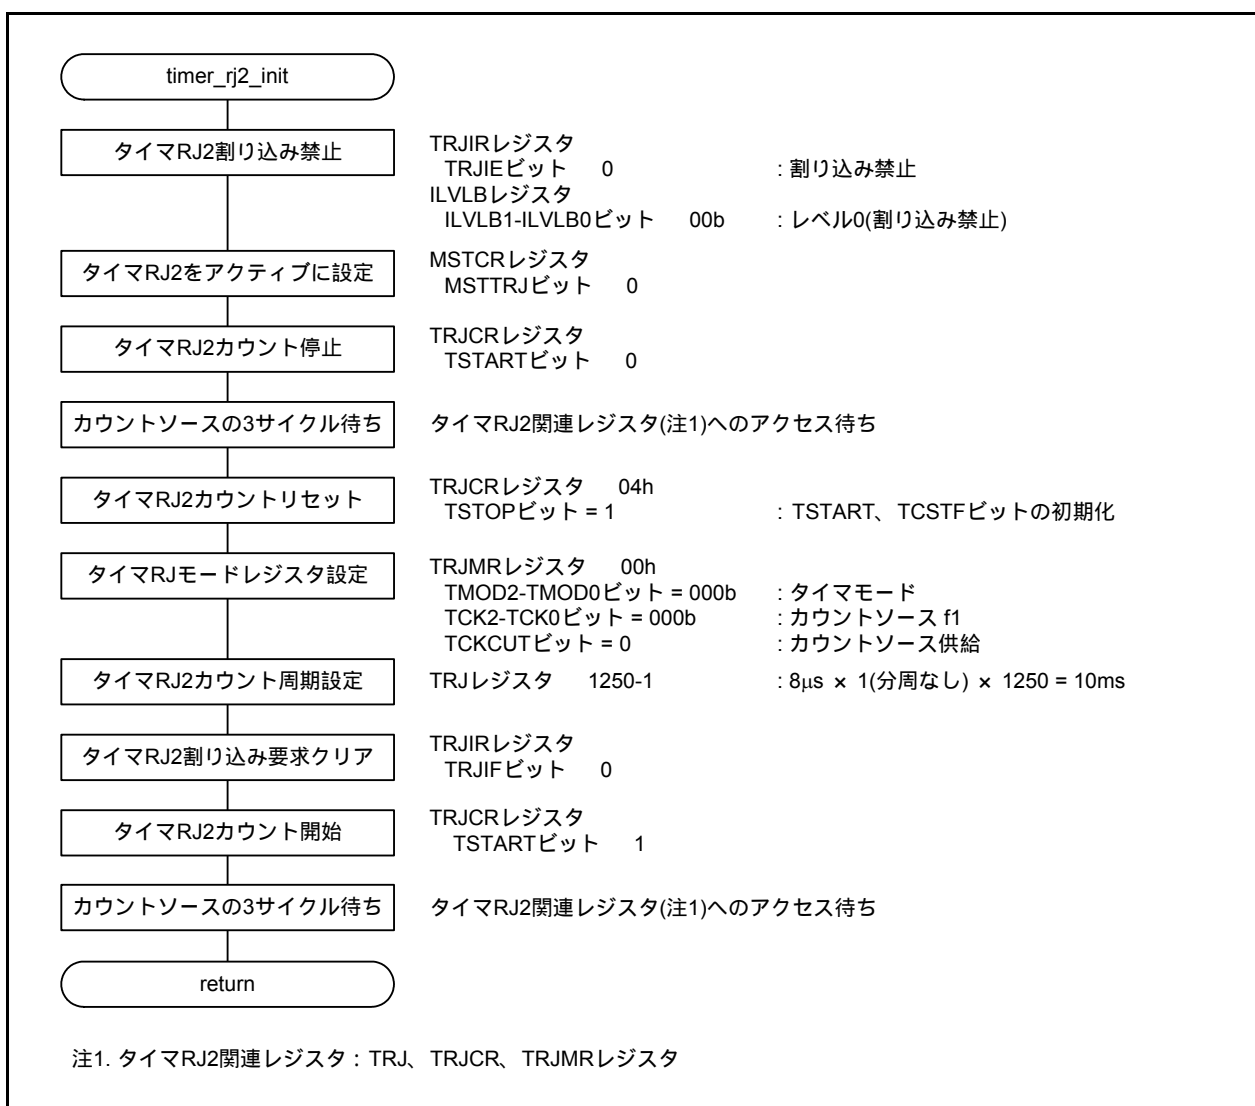 timer_rj2_init
タイマRJ2割り込み禁止
TRJIRレジスタ
TRJIEビット 0 : 割り込み禁止
ILVLBレジスタ
ILVLB1-ILVLB0ビット 00b : レベル0(割り込み禁止)
タイマRJ2をアクティブに設定
MSTCRレジスタ
MSTTRJビット 0
タイマRJ2カウント停止
TRJCRレジスタ
TSTARTビット 0
カウントソースの3サイクル待ち
タイマRJ2関連レジスタ(注1)へのアクセス待ち
タイマRJ2カウントリセット
TRJCRレジスタ 04h
TSTOPビット = 1 : TSTART、TCSTFビットの初期化
タイマRJモードレジスタ設定
TRJMRレジスタ 00h
TMOD2-TMOD0ビット = 000b : タイマモード
TCK2-TCK0ビット = 000b : カウントソース f1
TCKCUTビット = 0 : カウントソース供給
タイマRJ2カウント周期設定
TRJレジスタ 1250-1 : 8μs × 1(分周なし) × 1250 = 10ms
タイマRJ2割り込み要求クリア
TRJIRレジスタ
TRJIFビット 0
タイマRJ2カウント開始
TRJCRレジスタ
TSTARTビット 1
カウントソースの3サイクル待ち
タイマRJ2関連レジスタ(注1)へのアクセス待ち
return
注1. タイマRJ2関連レジスタ : TRJ、TRJCR、TRJMRレジスタ